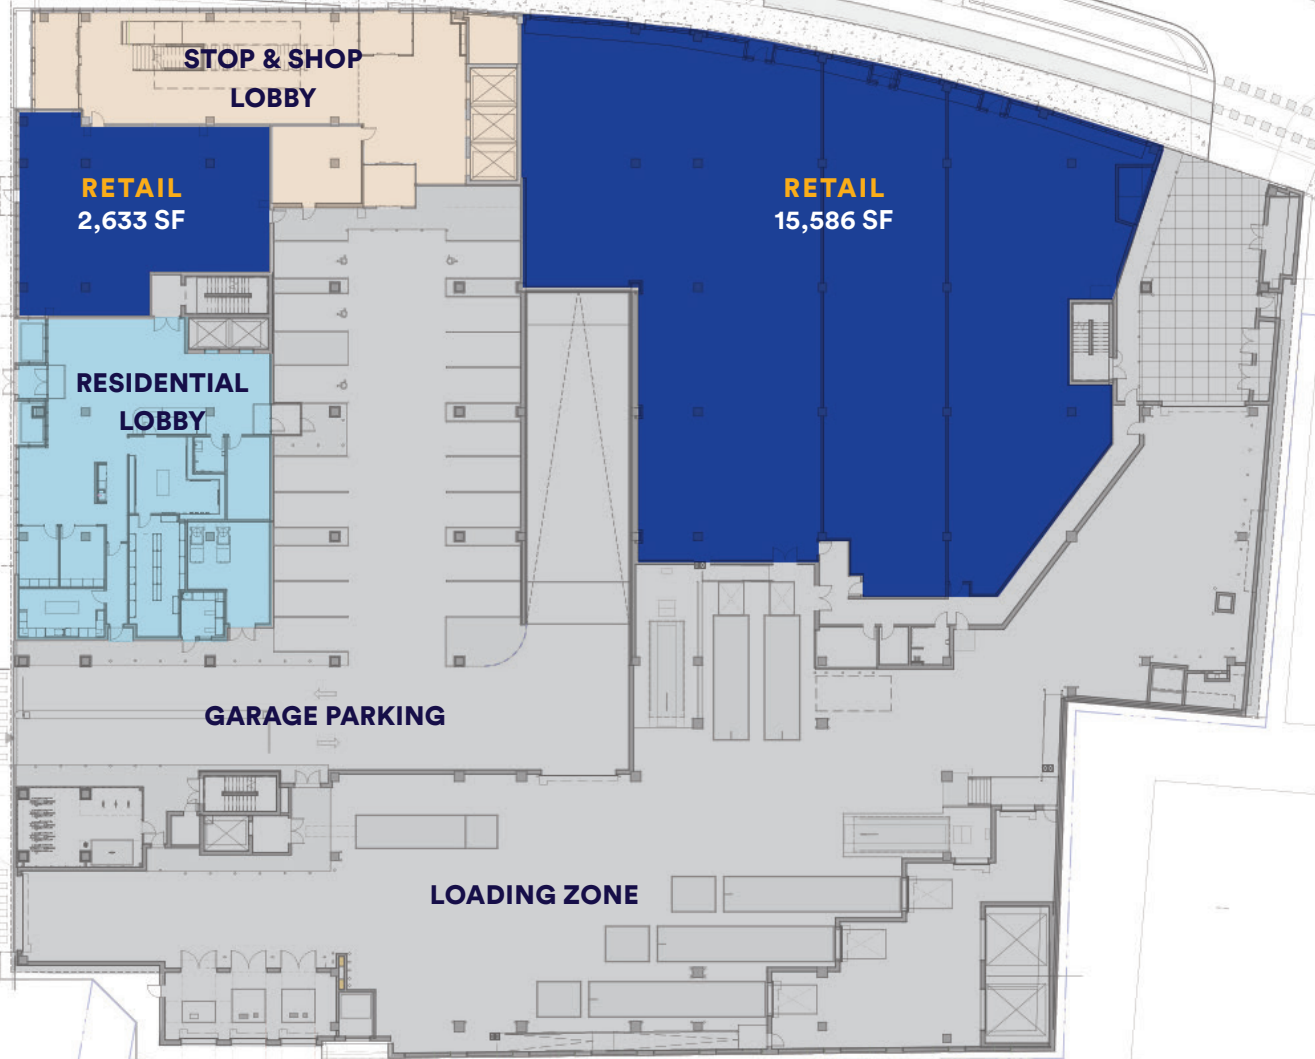 STOP & SHOP
LOBBY
RETAIL
2,633 SF
RETAIL
15,586 SF
RESIDENTIAL
LOBBY
GARAGE PARKING
LOADING ZONE